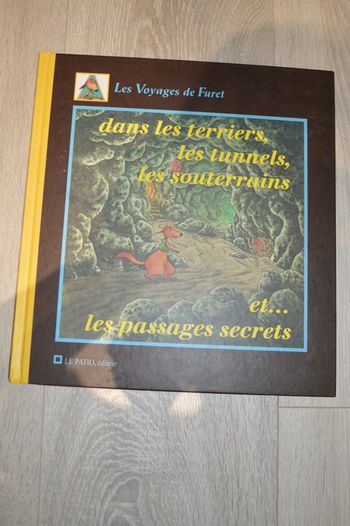 Les Voyages de Furet
dans les terriers,
les tunnels,
les souterrains
et...
les passages secrets
LE PATIO, éditeur